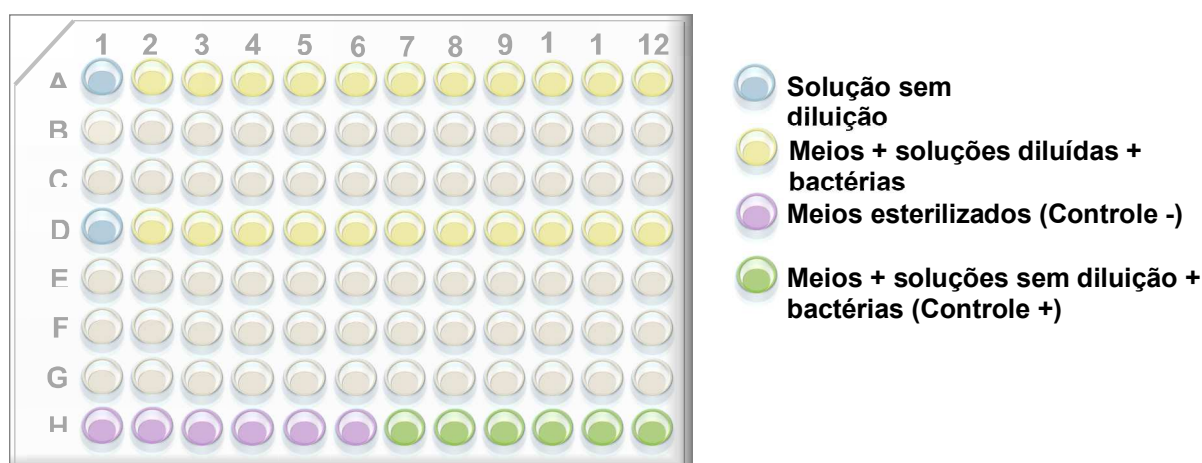 1 2 3 4 5 6 7 8 9 1 1 12
A
B
C
D
E
F
G
H
Solução sem
diluição
Meios + soluções diluídas +
bactérias
Meios esterilizados (Controle -)
Meios + soluções sem diluição +
bactérias (Controle +)